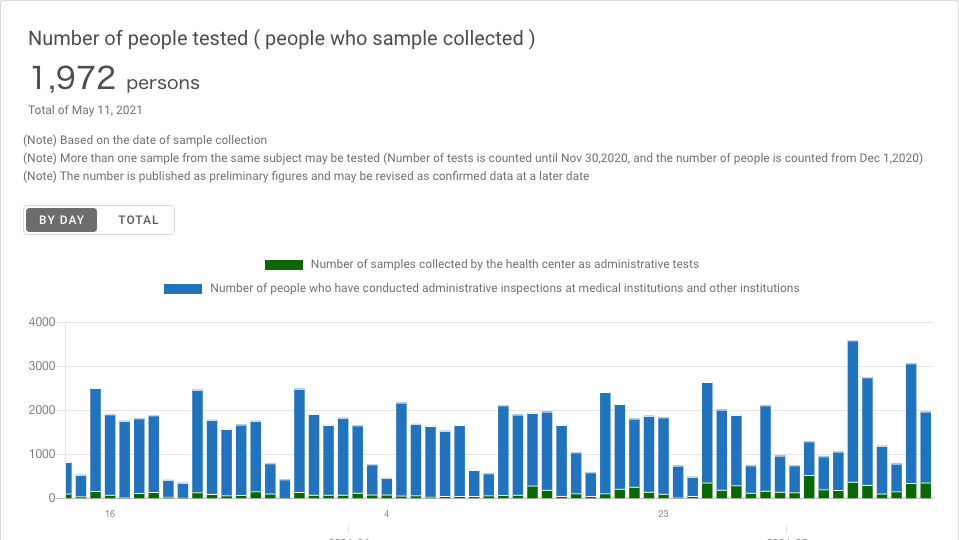 Number of people tested ( people who sample collected )
1,972 persons
Total of May 11, 2021
(Note) Based on the date of sample collection
(Note) More than one sample from the same subject may be tested (Number of tests is counted until Nov 30,2020, and the number of people is counted from Dec 1,2020)
(Note) The number is published as preliminary figures and may be revised as confirmed data at a later date
BY DAY TOTAL
Number of samples collected by the health center as administrative tests
Number of people who have conducted administrative inspections at medical institutions and other institutions
4000
3000
2000
1000
0
16 4 23